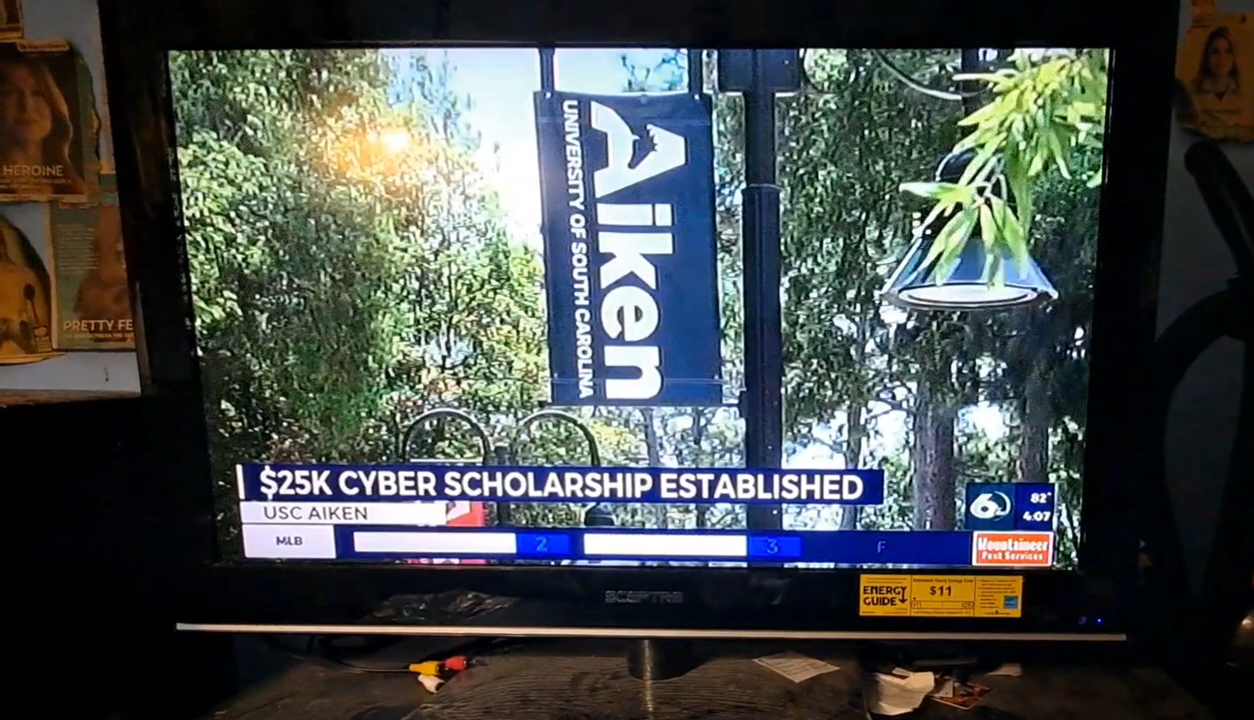 HEROINE
PRETTY FE
Aiken
UNIVERSITY OF SOUTH CAROLINA
$25K CYBER SCHOLARSHIP ESTABLISHED
USC AIKEN
6
82°
4:07
MLB
2
3
F
Mountaineer
Pest Services
SCEPTRE
ENERGY
GUIDE
$11